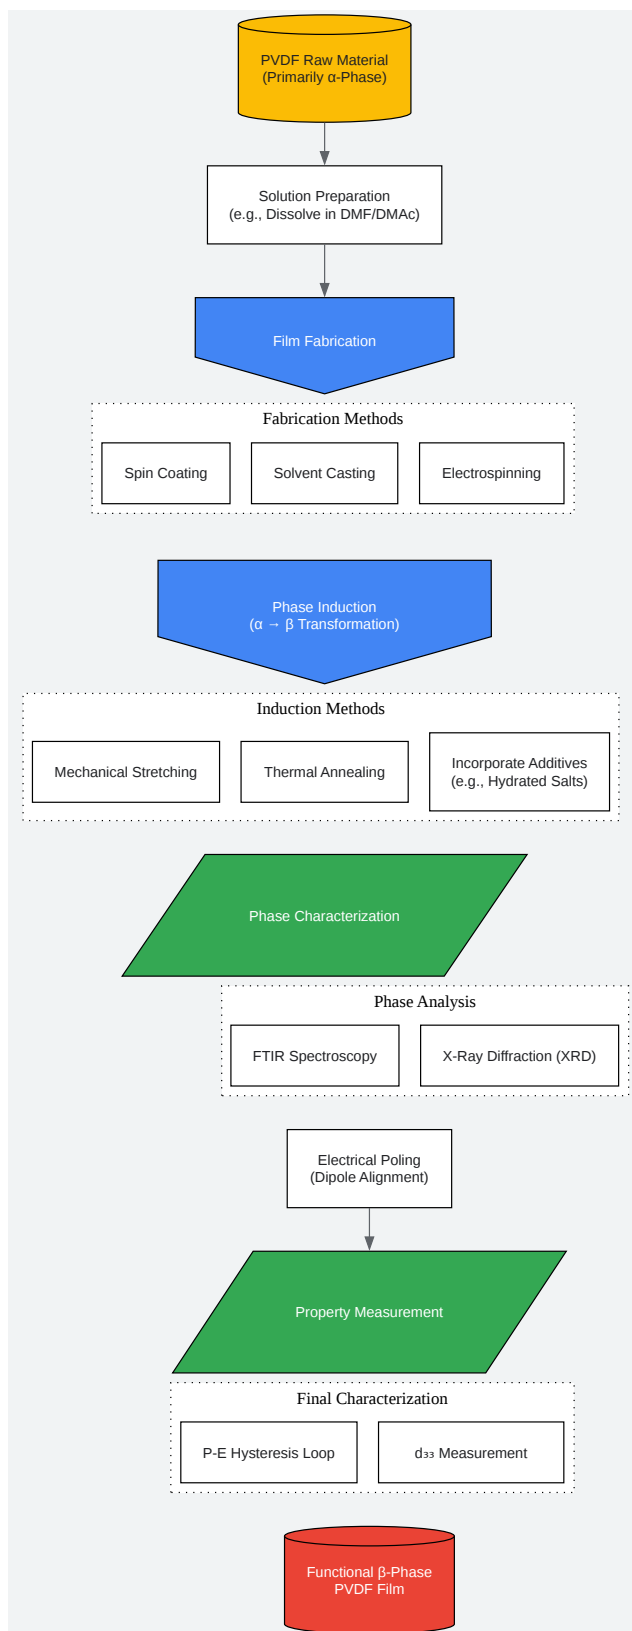 PVDF Raw Material
(Primarily α-Phase)
Solution Preparation
(e.g., Dissolve in DMF/DMAc)
Film Fabrication
Fabrication Methods
Spin Coating
Solvent Casting
Electrospinning
Phase Induction
(α → β Transformation)
Induction Methods
Mechanical Stretching
Thermal Annealing
Incorporate Additives
(e.g., Hydrated Salts)
Phase Characterization
Phase Analysis
FTIR Spectroscopy
X-Ray Diffraction (XRD)
Electrical Poling
(Dipole Alignment)
Property Measurement
Final Characterization
P-E Hysteresis Loop
d₃₃ Measurement
Functional β-Phase
PVDF Film